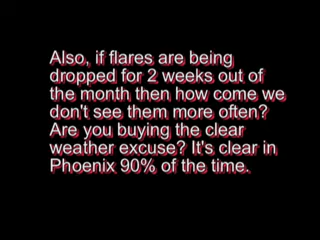 Also, if flares are being
dropped for 2 weeks out of
the month then how come we
don't see them more often?
Are you buying the clear
weather excuse? It's clear in
Phoenix 90% of the time.